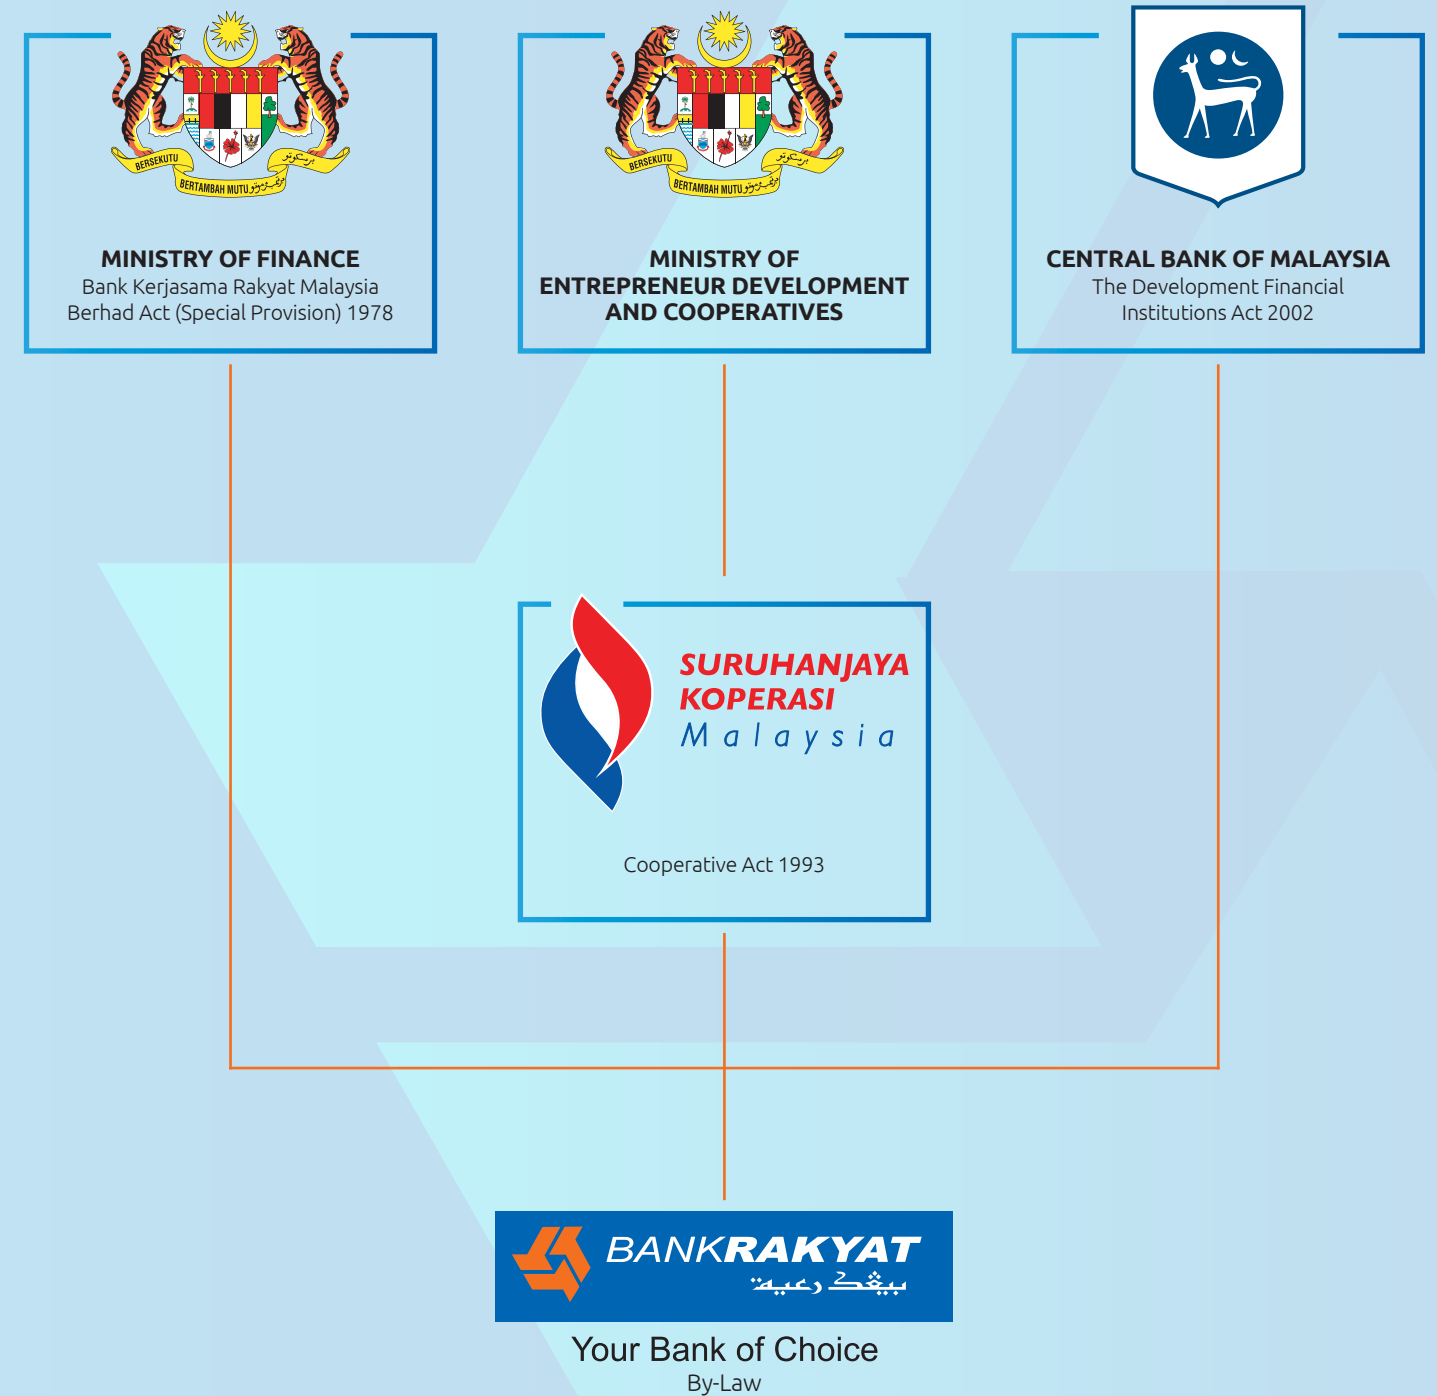 BERSEKUTU
برسكوتو
BERTAMBAH MUTU
MINISTRY OF FINANCE
Bank Kerjasama Rakyat Malaysia
Berhad Act (Special Provision) 1978
BERSEKUTU
برسكوتو
BERTAMBAH MUTU
MINISTRY OF
ENTREPRENEUR DEVELOPMENT
AND COOPERATIVES
CENTRAL BANK OF MALAYSIA
The Development Financial
Institutions Act 2002
SURUHANJAYA
KOPERASI
Malaysia
Cooperative Act 1993
BANKRAKYAT
بيڠک رعية
Your Bank of Choice
By-Law